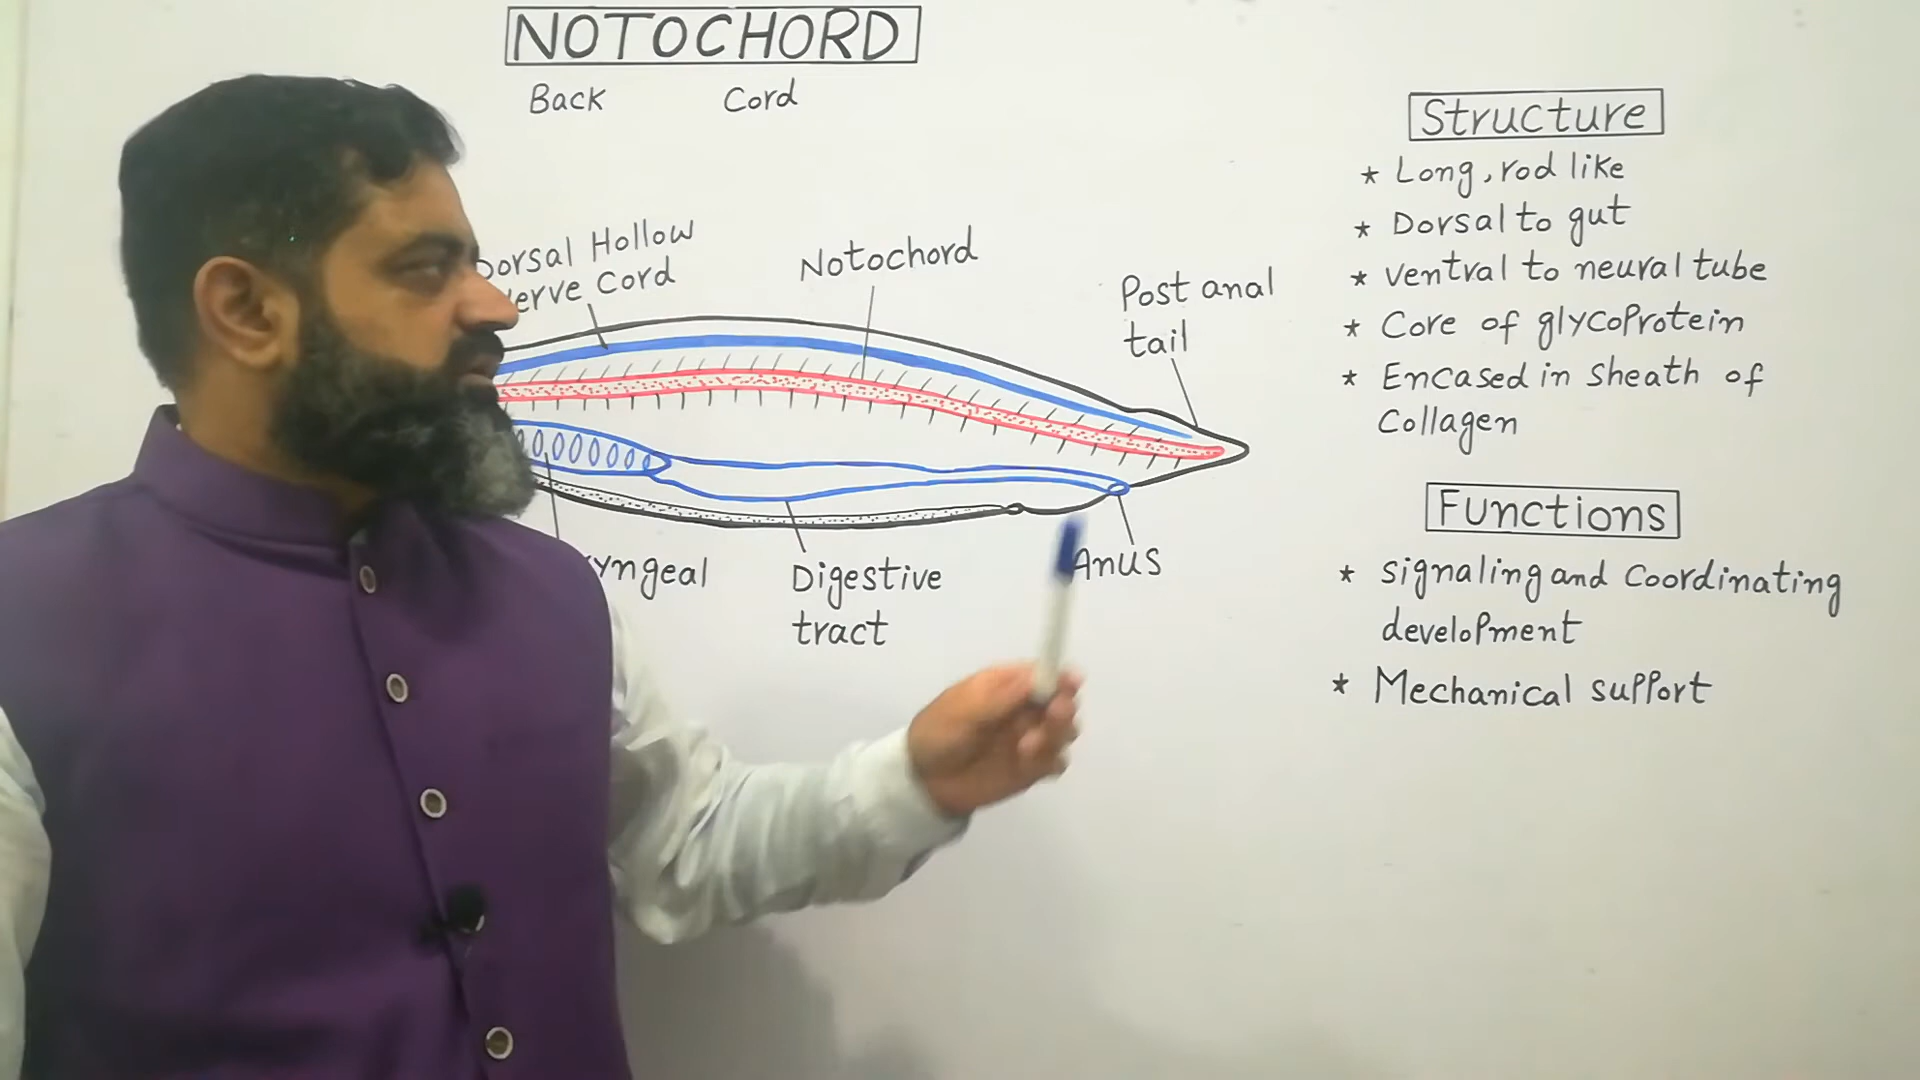 NOTOCHORD
Back Cord
Dorsal Hollow
Nerve Cord
Notochord
Post anal
tail
Digestive
tract
Anus
Structure
* Long, rod like
* Dorsal to gut
* ventral to neural tube
* Core of glycoprotein
* Encased in sheath of
Collagen
Functions
* signaling and coordinating
development
* Mechanical support